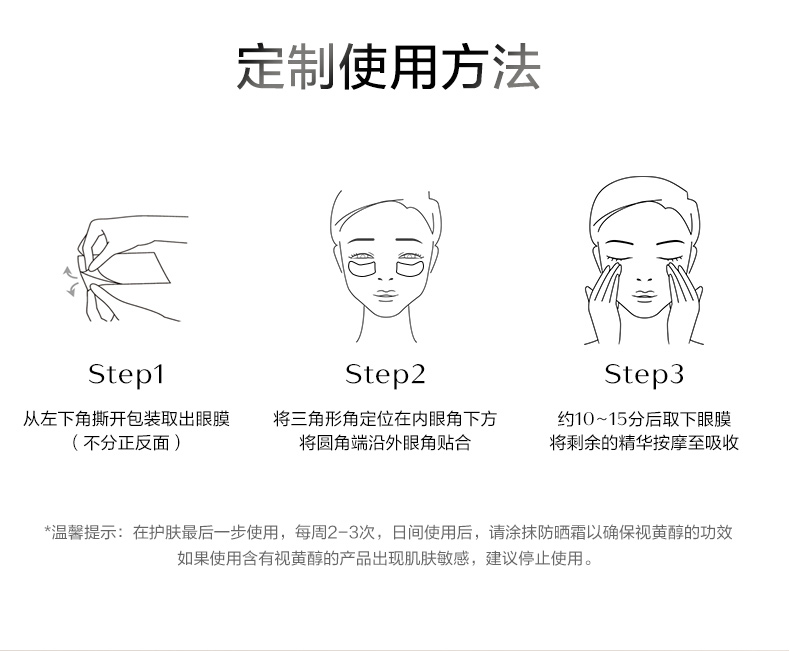 定制使用方法
Step1
从左下角撕开包装取出眼膜
（不分正反面）
Step2
将三角形角定位在内眼角下方
将圆角端沿外眼角贴合
Step3
约10~15分后取下眼膜
将剩余的精华按摩至吸收
*温馨提示：在护肤最后一步使用，每周2-3次，日间使用后，请涂抹防晒霜以确保视黄醇的功效
如果使用含有视黄醇的产品出现肌肤敏感，建议停止使用。